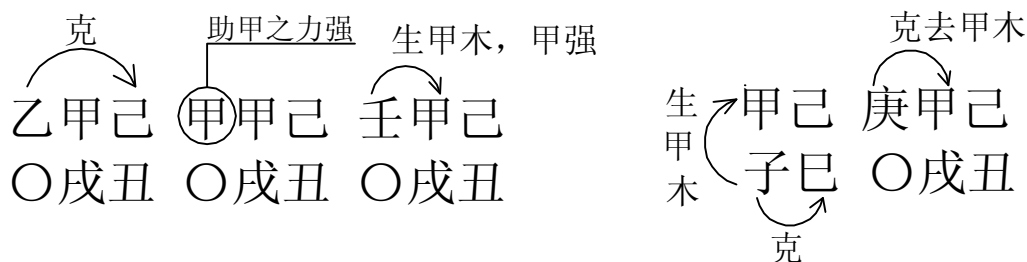 克
助甲之力强
生甲木，甲强
克去甲木
乙甲己 甲甲己 壬甲己
〇戌丑 〇戌丑 〇戌丑
生甲木
甲己 庚甲己
子巳 〇戌丑
克